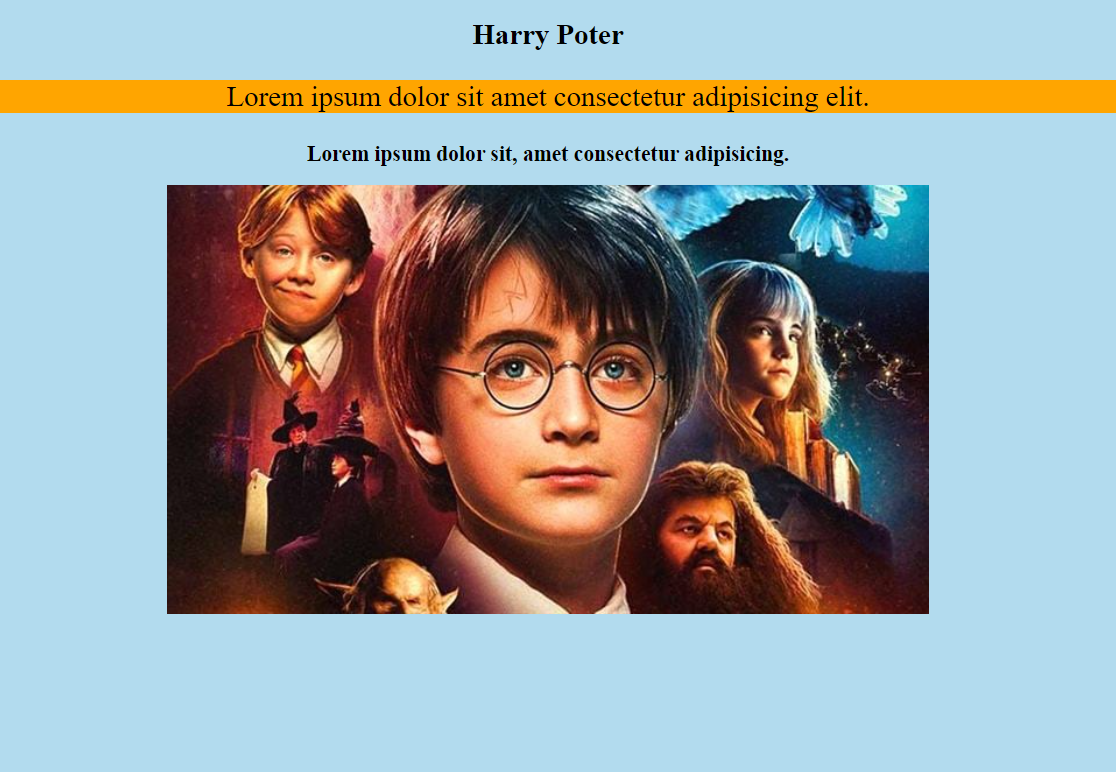 Harry Poter
Lorem ipsum dolor sit amet consectetur adipisicing elit.
Lorem ipsum dolor sit, amet consectetur adipisicing.